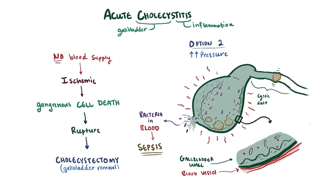 ACUTE CHOLECYSTITIS
gallbladder
inflammation
NO blood supply
Ischemic
gangrenous CELL DEATH
Rupture
CHOLECYSTECTOMY
(gallbladder removal)
OPTION 2
↑↑ Pressure
Cystic
duct
BACTERIA
in
BLOOD
SEPSIS
GALLBLADDER
WALL
BLOOD VESSEL